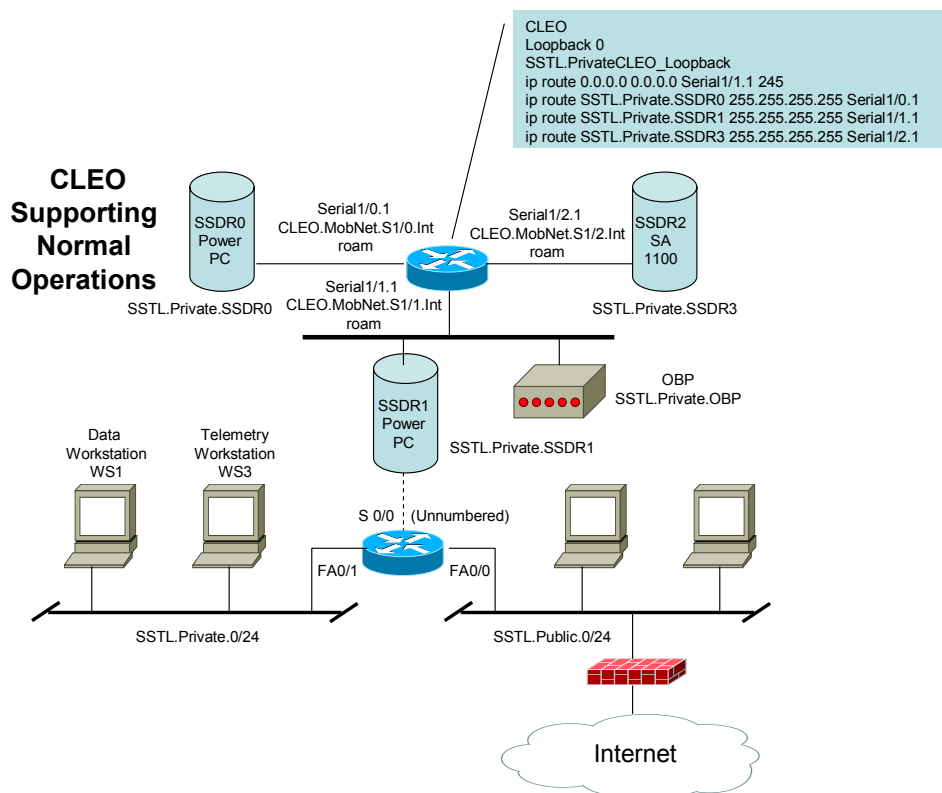 CLEO
Loopback 0
SSTL.PrivateCLEO_Loopback
ip route 0.0.0.0 0.0.0.0 Serial1/1.1 245
ip route SSTL.Private.SSDR0 255.255.255.255 Serial1/0.1
ip route SSTL.Private.SSDR1 255.255.255.255 Serial1/1.1
ip route SSTL.Private.SSDR3 255.255.255.255 Serial1/2.1
CLEO
Supporting
Normal
Operations
SSDR0
Power
PC
SSTL.Private.SSDR0
Serial1/0.1
CLEO.MobNet.S1/0.Int
roam
Serial1/2.1
CLEO.MobNet.S1/2.Int
roam
SSDR2
SA
1100
SSTL.Private.SSDR3
Serial1/1.1
CLEO.MobNet.S1/1.Int
roam
SSDR1
Power
PC
SSTL.Private.SSDR1
OBP
SSTL.Private.OBP
Data
Workstation
WS1
Telemetry
Workstation
WS3
S 0/0 (Unnumbered)
FA0/1
FA0/0
SSTL.Private.0/24
SSTL.Public.0/24
Internet